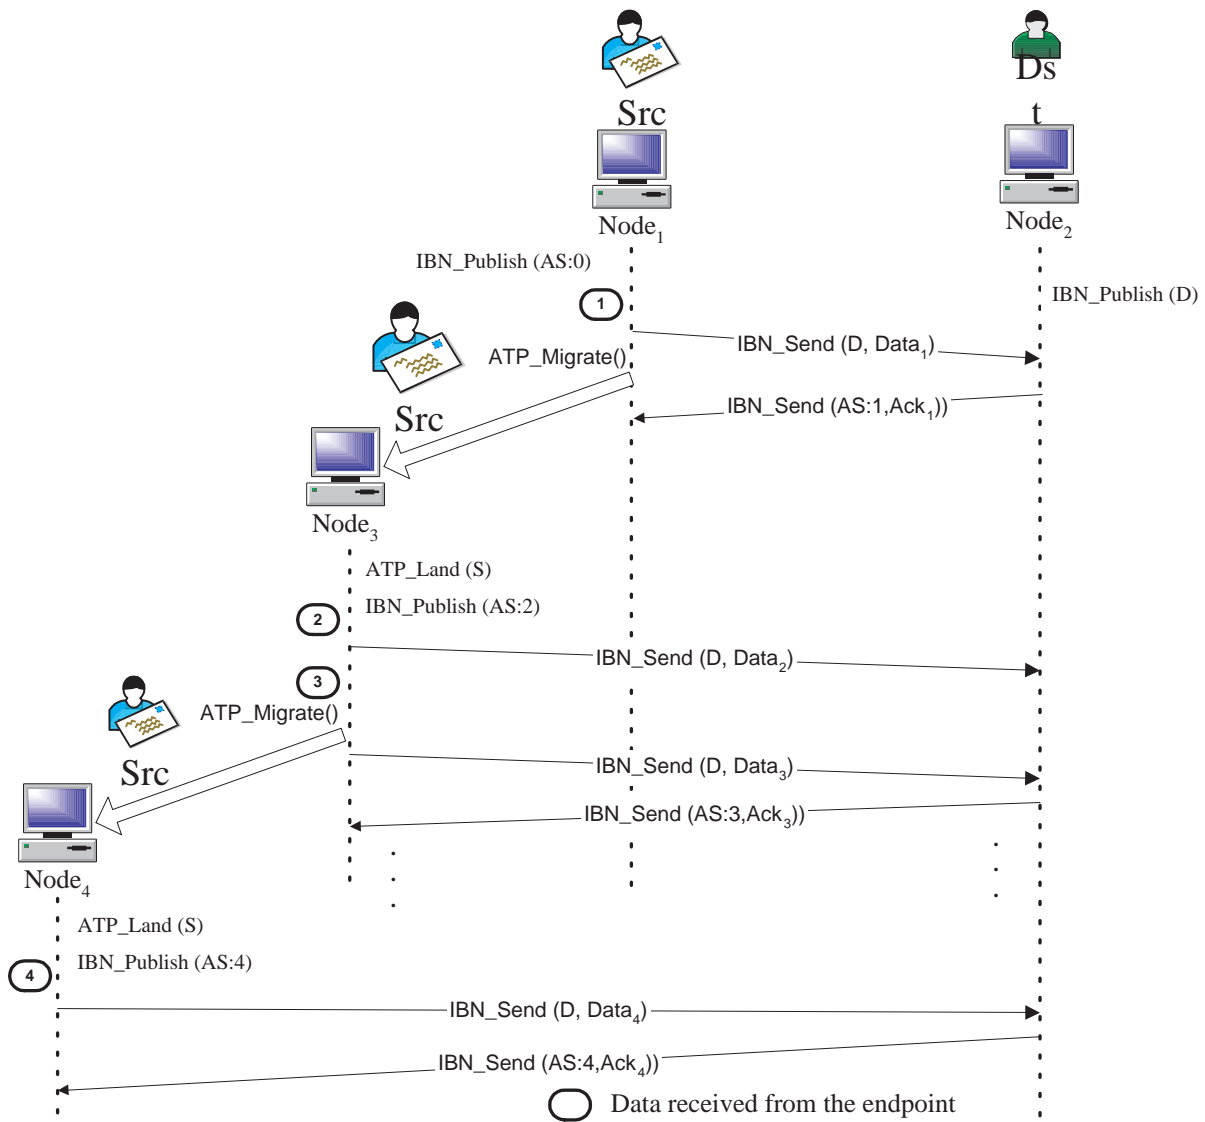 Src
Ds
t
Node1
Node2
IBN_Publish (AS:0)
1
IBN_Publish (D)
IBN_Send (D, Data1)
ATP_Migrate()
IBN_Send (AS:1,Ack1))
Src
Node3
ATP_Land (S)
IBN_Publish (AS:2)
2
IBN_Send (D, Data2)
3
ATP_Migrate()
Src
IBN_Send (D, Data3)
IBN_Send (AS:3,Ack3))
Node4
ATP_Land (S)
IBN_Publish (AS:4)
4
IBN_Send (D, Data4)
IBN_Send (AS:4,Ack4))
Data received from the endpoint